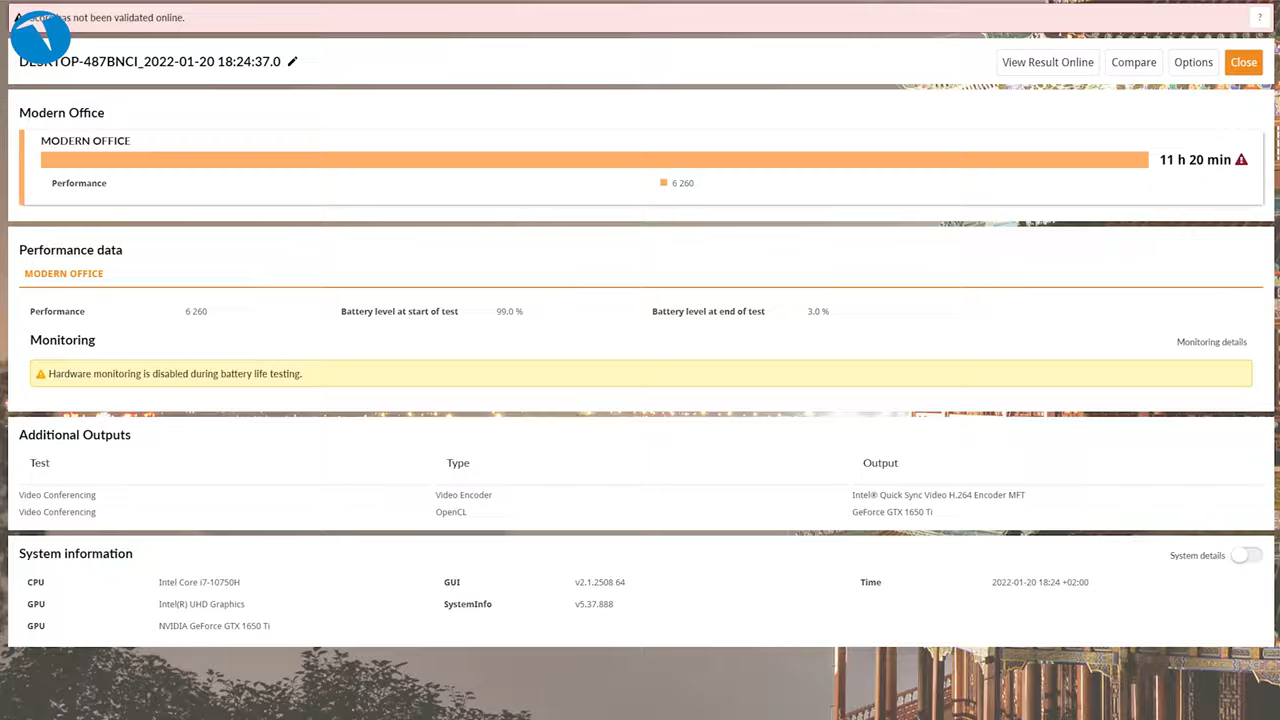 has not been validated online.
?
DESKTOP-487BNCI_2022-01-20 18:24:37.0
View Result Online
Compare
Options
Close
Modern Office
MODERN OFFICE
11 h 20 min
Performance
6 260
Performance data
MODERN OFFICE
Performance 6 260 Battery level at start of test 99.0 % Battery level at end of test 3.0 %
Monitoring
Monitoring details
Hardware monitoring is disabled during battery life testing.
Additional Outputs
Test Type Output
Video Conferencing Video Encoder Intel® Quick Sync Video H.264 Encoder MFT
Video Conferencing OpenCL GeForce GTX 1650 Ti
System information
System details
CPU Intel Core i7-10750H GUI v2.1.2508 64 Time 2022-01-20 18:24 +02:00
GPU Intel(R) UHD Graphics SystemInfo v5.37.888
GPU NVIDIA GeForce GTX 1650 Ti